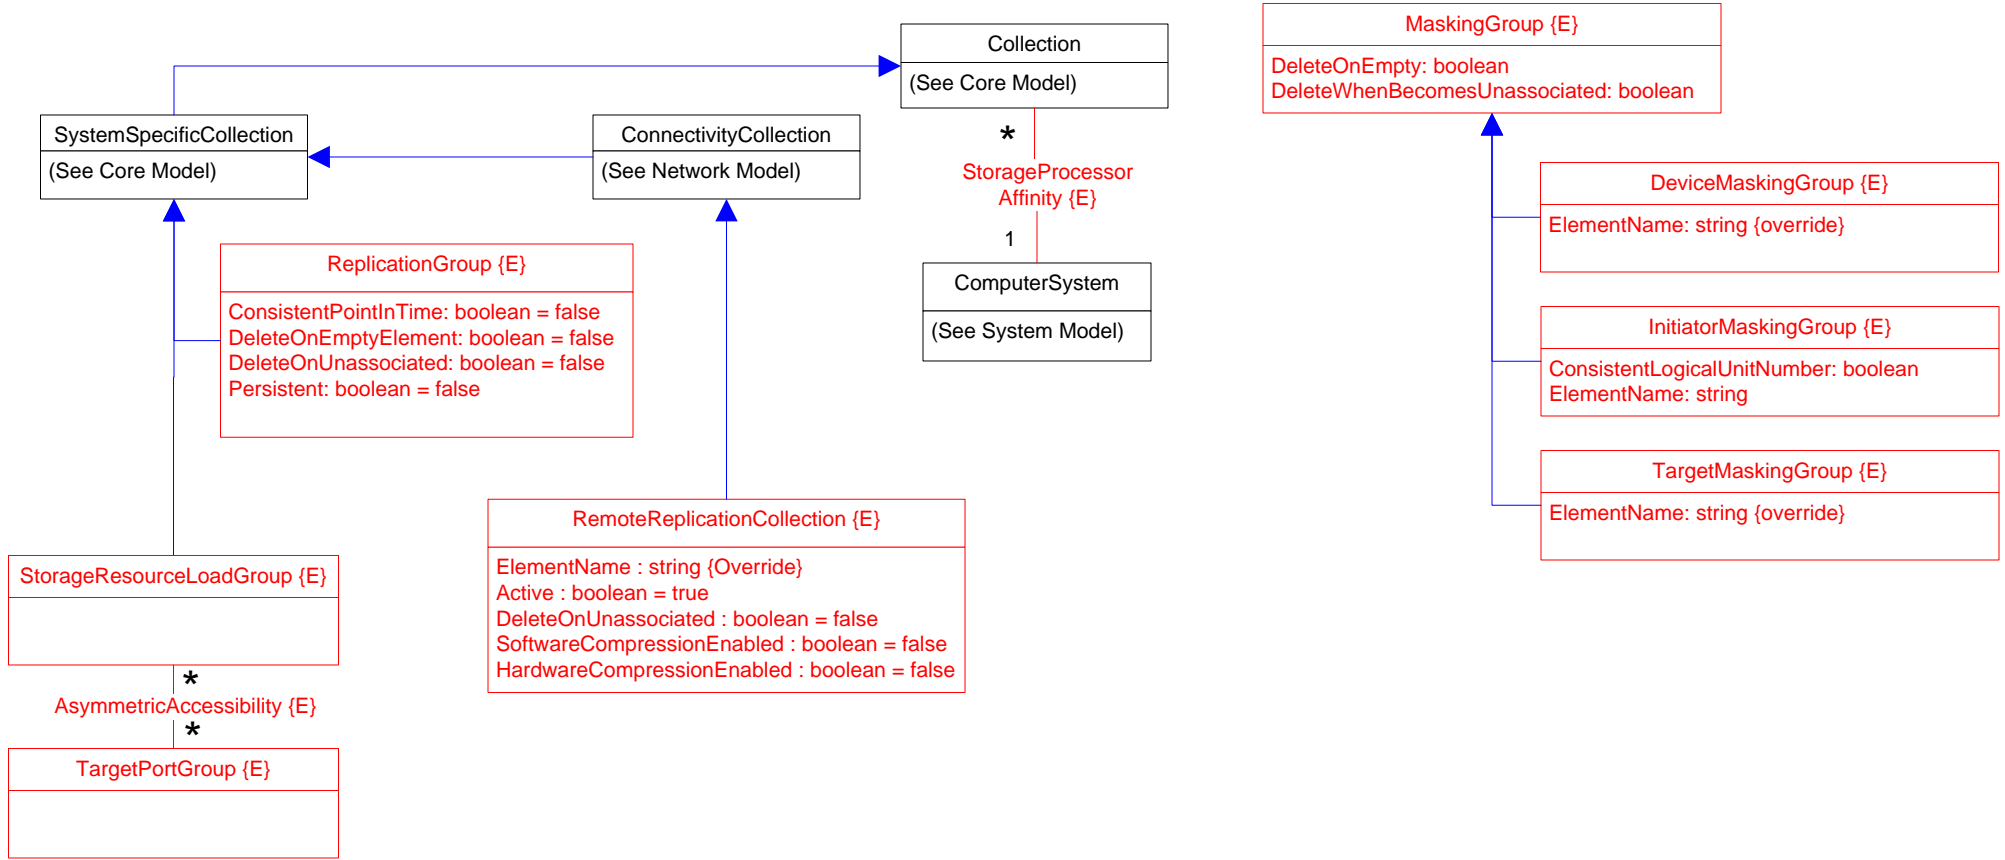 Collection
(See Core Model)
MaskingGroup {E}
DeleteOnEmpty: boolean
DeleteWhenBecomesUnassociated: boolean
SystemSpecificCollection
(See Core Model)
ConnectivityCollection
(See Network Model)
*
StorageProcessor
Affinity {E}
1
ComputerSystem
(See System Model)
DeviceMaskingGroup {E}
ElementName: string {override}
ReplicationGroup {E}
ConsistentPointInTime: boolean = false
DeleteOnEmptyElement: boolean = false
DeleteOnUnassociated: boolean = false
Persistent: boolean = false
InitiatorMaskingGroup {E}
ConsistentLogicalUnitNumber: boolean
ElementName: string
TargetMaskingGroup {E}
ElementName: string {override}
RemoteReplicationCollection {E}
ElementName : string {Override}
Active : boolean = true
DeleteOnUnassociated : boolean = false
SoftwareCompressionEnabled : boolean = false
HardwareCompressionEnabled : boolean = false
StorageResourceLoadGroup {E}
*
AsymmetricAccessibility {E}
*
TargetPortGroup {E}